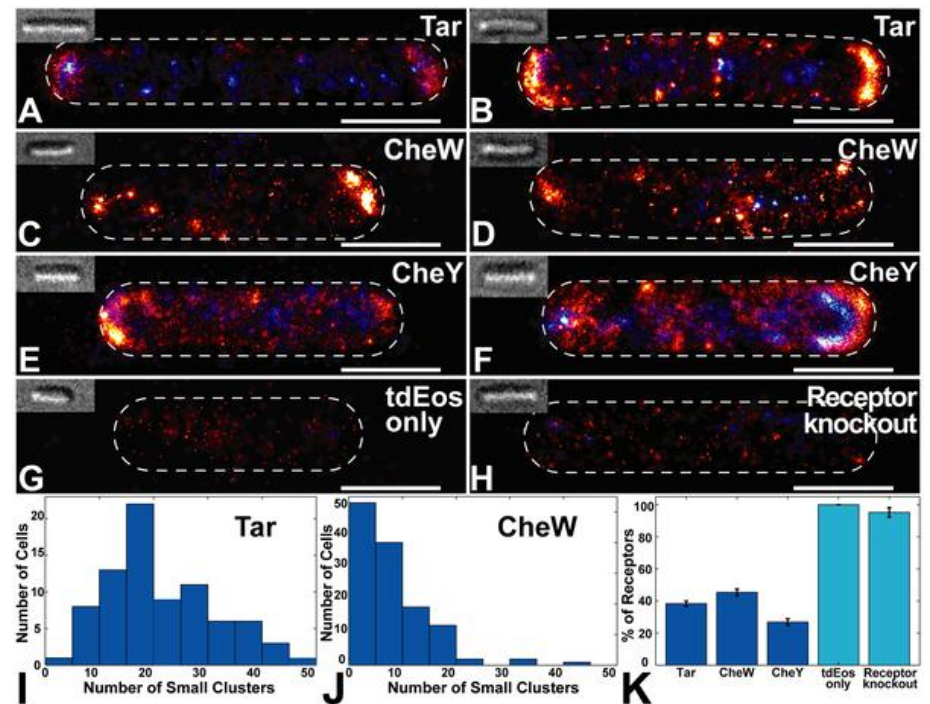 Tar
A
Tar
B
CheW
C
CheW
D
CheY
E
CheY
F
tdEos
only
G
Receptor
knockout
H
Number of Cells
20
15
10
5
0
Tar
0 10 20 30 40 50
Number of Small Clusters
I
Number of Cells
50
40
30
20
10
0
CheW
0 10 20 30 40 50
Number of Small Clusters
J
% of Receptors
100
80
60
40
20
0
Tar CheW CheY tdEos Receptor
only knockout
K